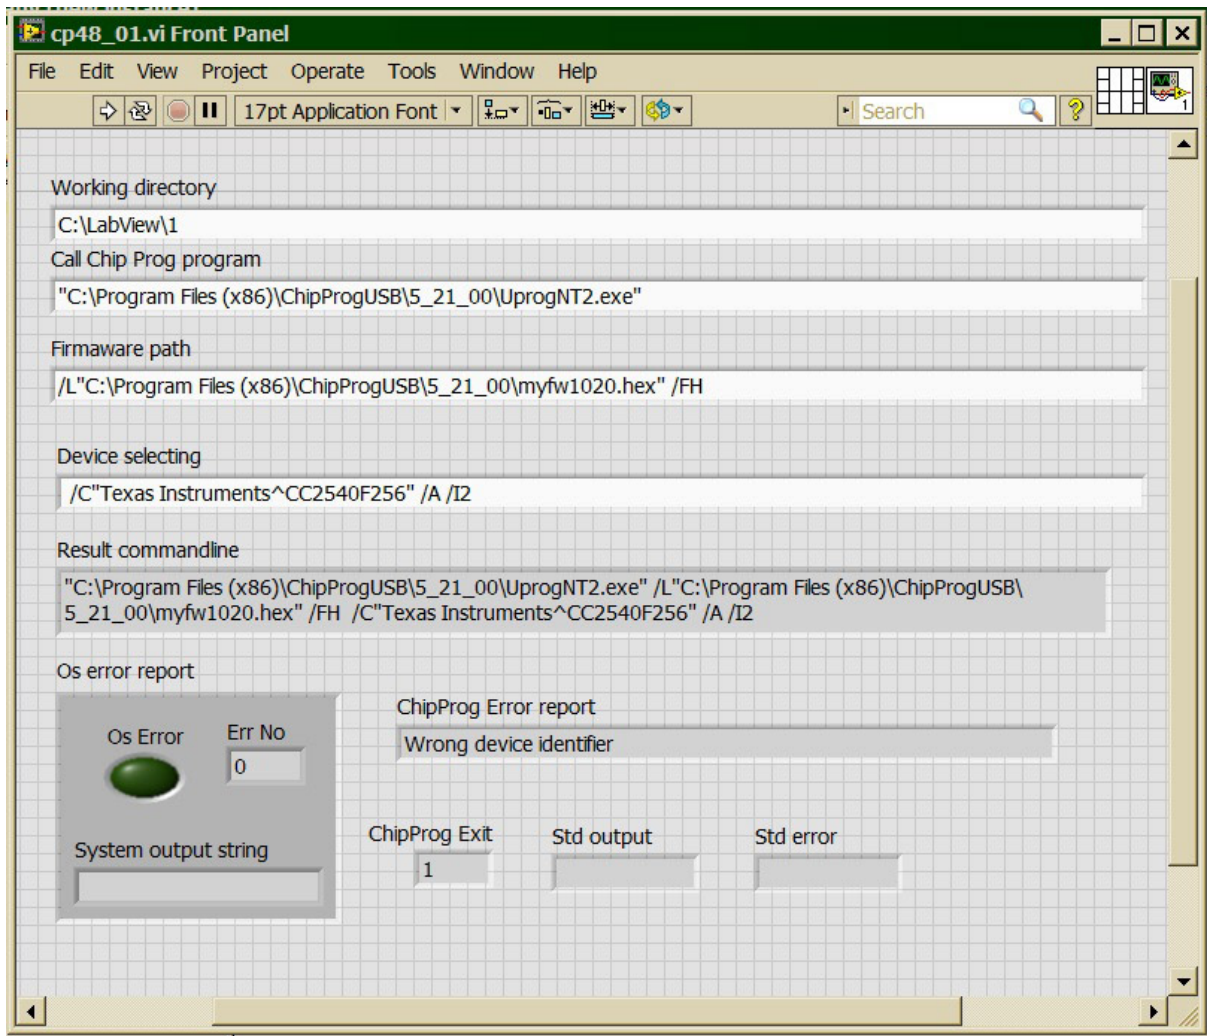 cp48_01.vi Front Panel
File Edit View Project Operate Tools Window Help
17pt Application Font Search ?
1
Working directory
C:\LabView\1
Call Chip Prog program
"C:\Program Files (x86)\ChipProgUSB\5_21_00\UprogNT2.exe"
Firmaware path
/L"C:\Program Files (x86)\ChipProgUSB\5_21_00\myfw1020.hex" /FH
Device selecting
/C"Texas Instruments^CC2540F256" /A /I2
Result commandline
"C:\Program Files (x86)\ChipProgUSB\5_21_00\UprogNT2.exe" /L"C:\Program Files (x86)\ChipProgUSB\
5_21_00\myfw1020.hex" /FH /C"Texas Instruments^CC2540F256" /A /I2
Os error report
Os Error Err No
0
System output string
ChipProg Error report
Wrong device identifier
ChipProg Exit Std output Std error
1